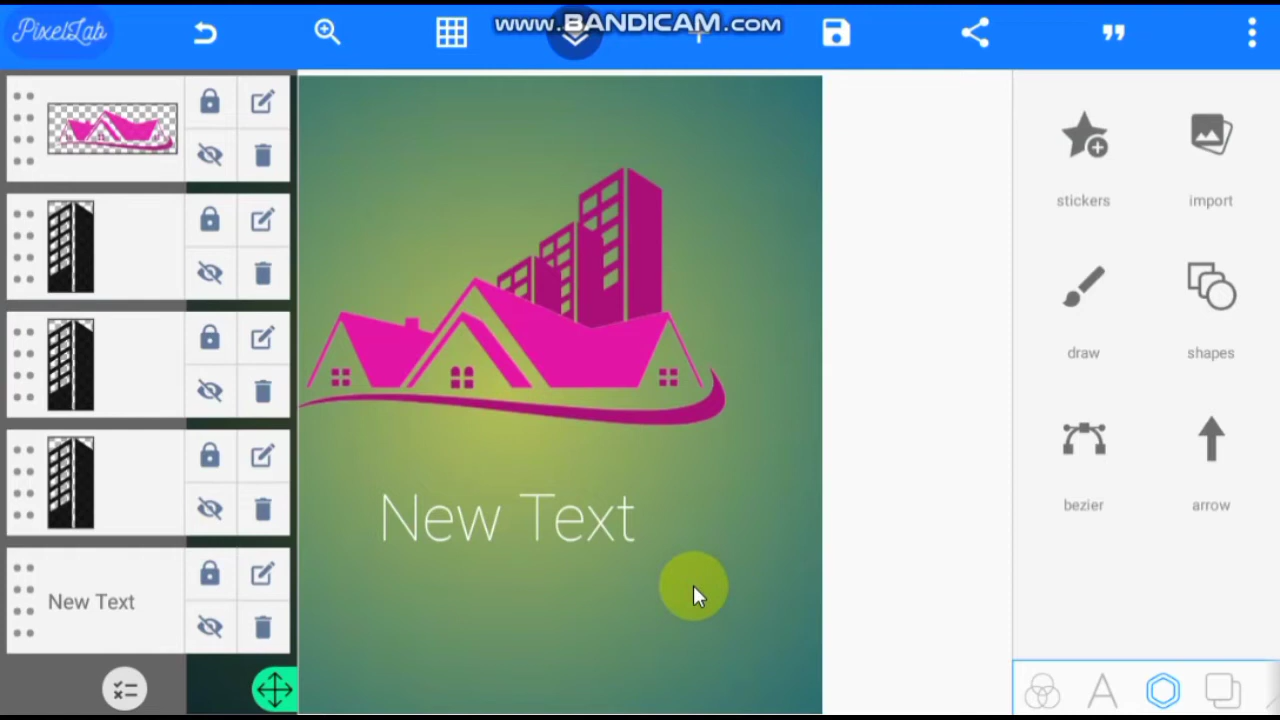 PixelLab
www.BANDICAM.com
New Text
New Text
stickers
import
draw
shapes
bezier
arrow